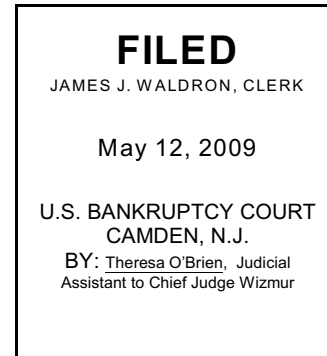 FILED
JAMES J. WALDRON, CLERK
May 12, 2009
U.S. BANKRUPTCY COURT
CAMDEN, N.J.
BY: Theresa O'Brien, Judicial
Assistant to Chief Judge Wizmur